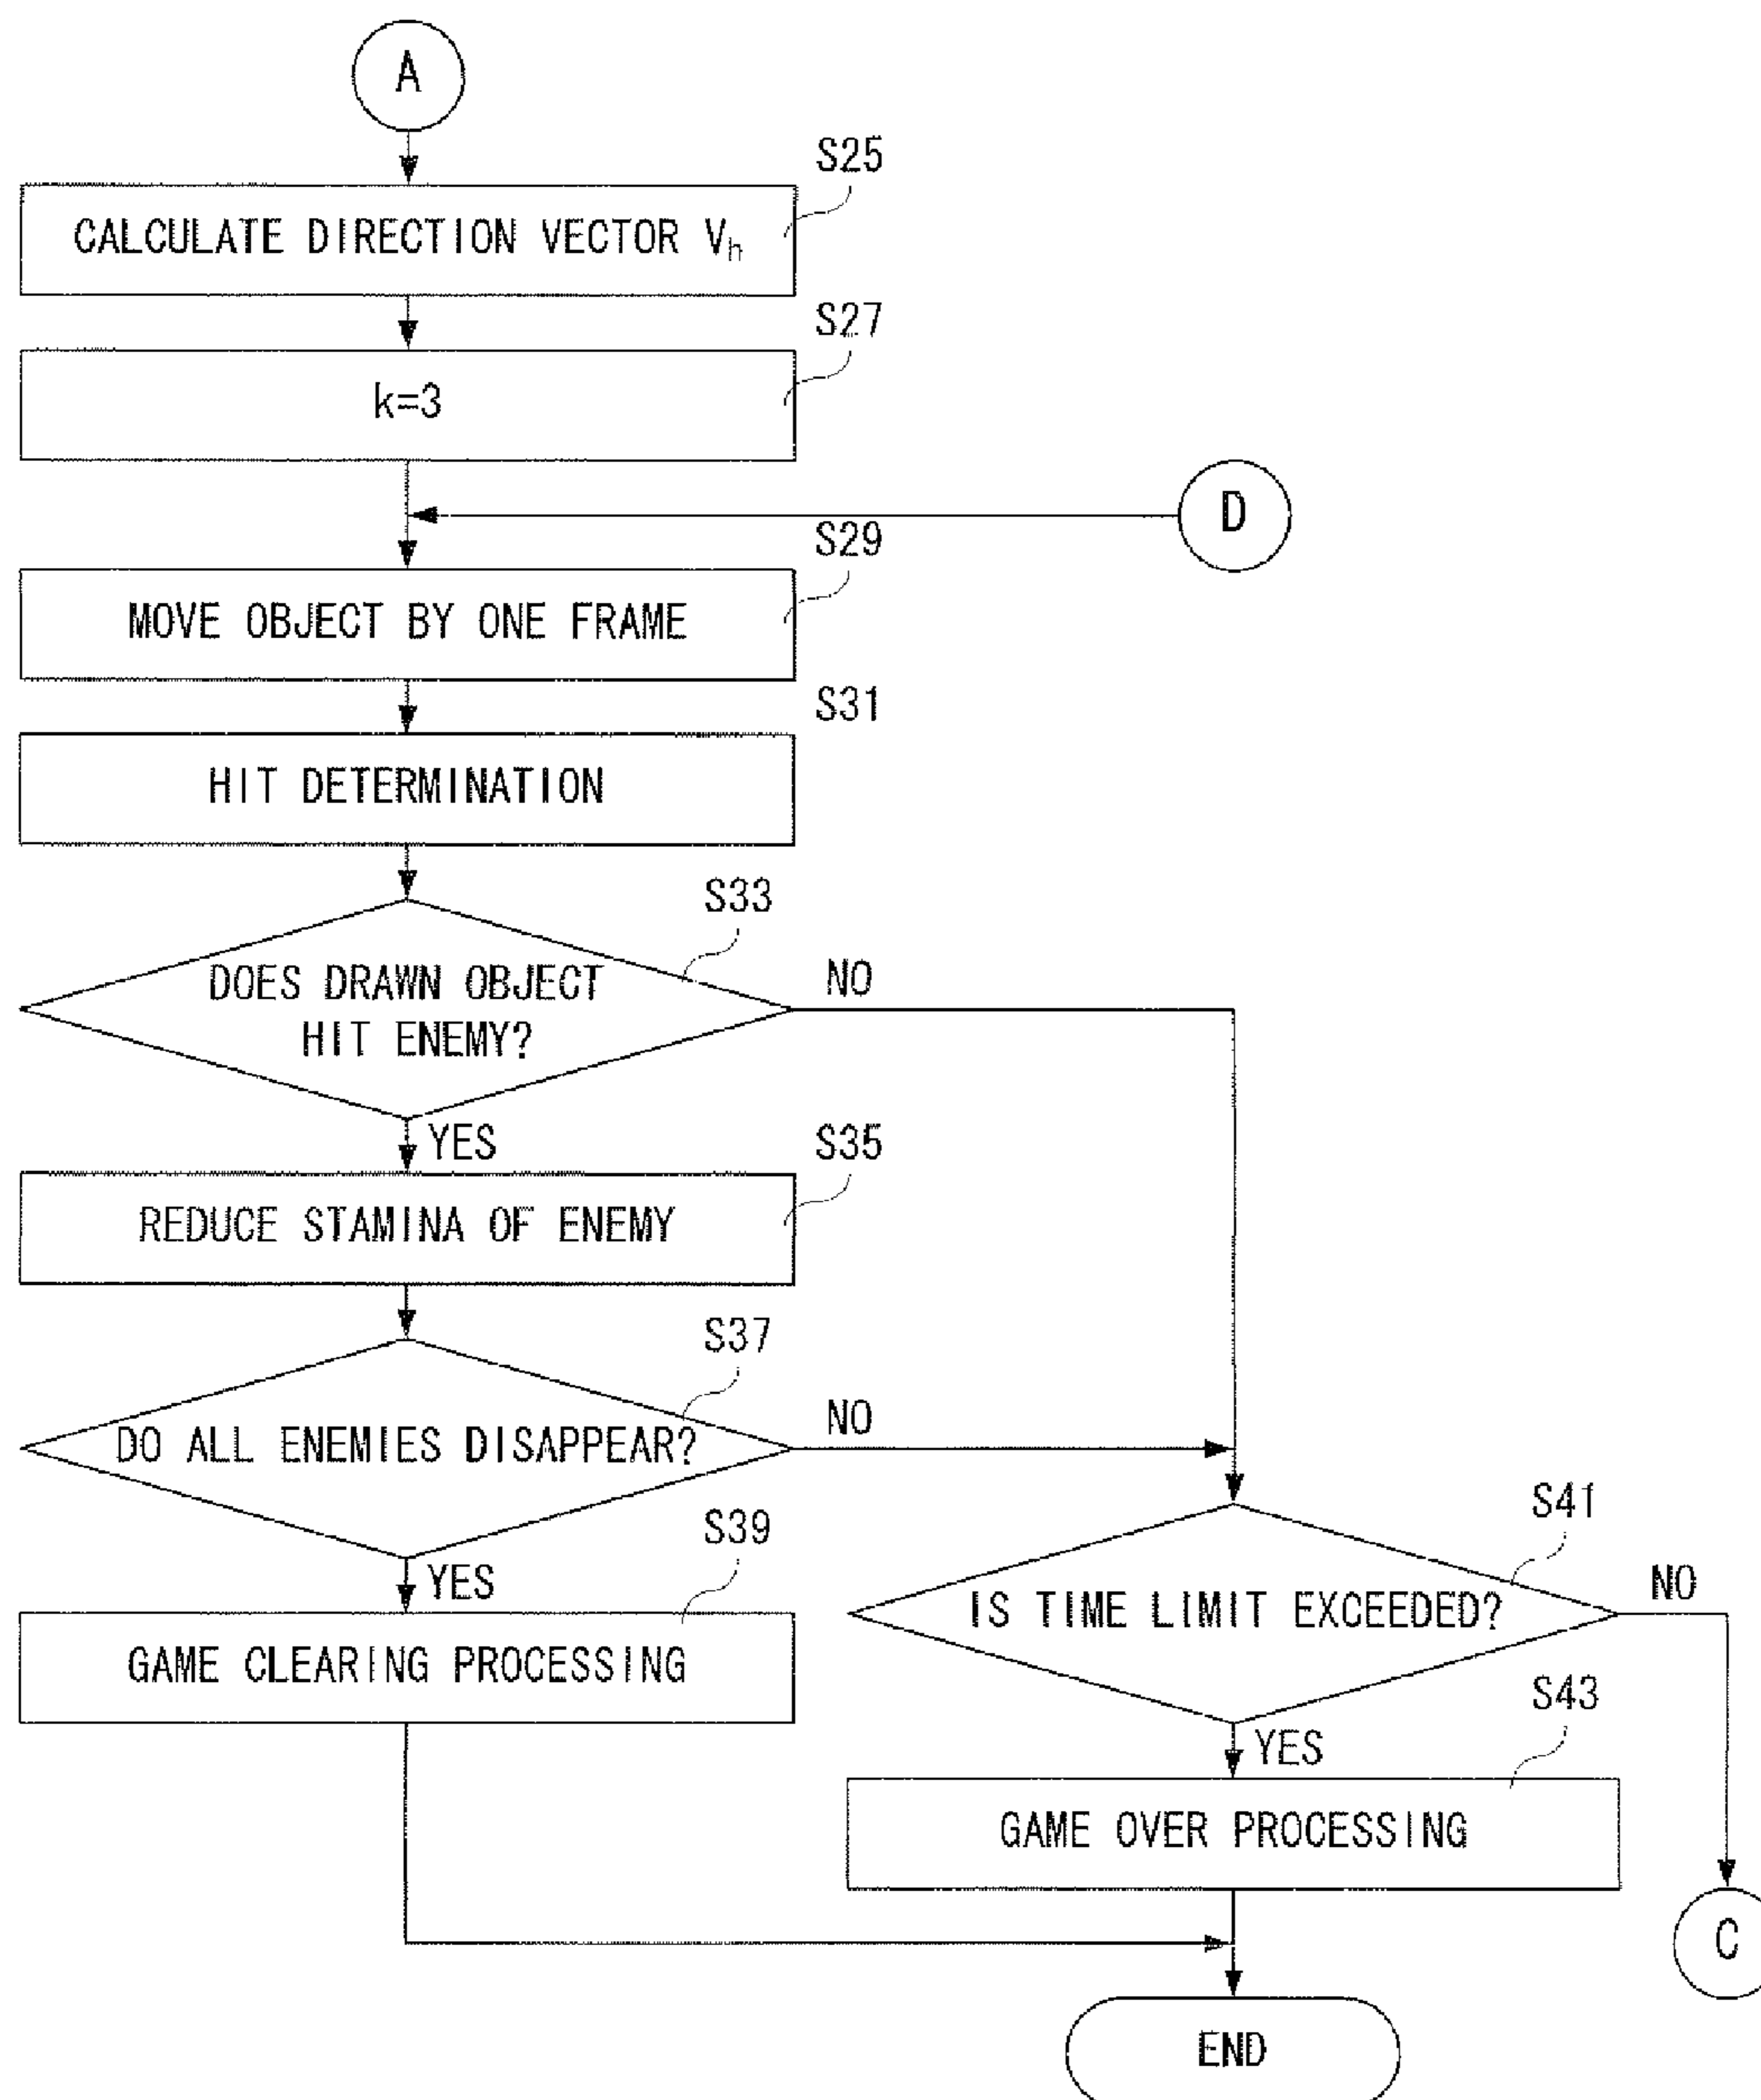 A
S25
CALCULATE DIRECTION VECTOR Vh
S27
k=3
D
S29
MOVE OBJECT BY ONE FRAME
S31
HIT DETERMINATION
S33
DOES DRAWN OBJECT
HIT ENEMY?
NO
YES
S35
REDUCE STAMINA OF ENEMY
S37
DO ALL ENEMIES DISAPPEAR?
NO
YES
S39
GAME CLEARING PROCESSING
S41
IS TIME LIMIT EXCEEDED?
NO
YES
S43
GAME OVER PROCESSING
C
END